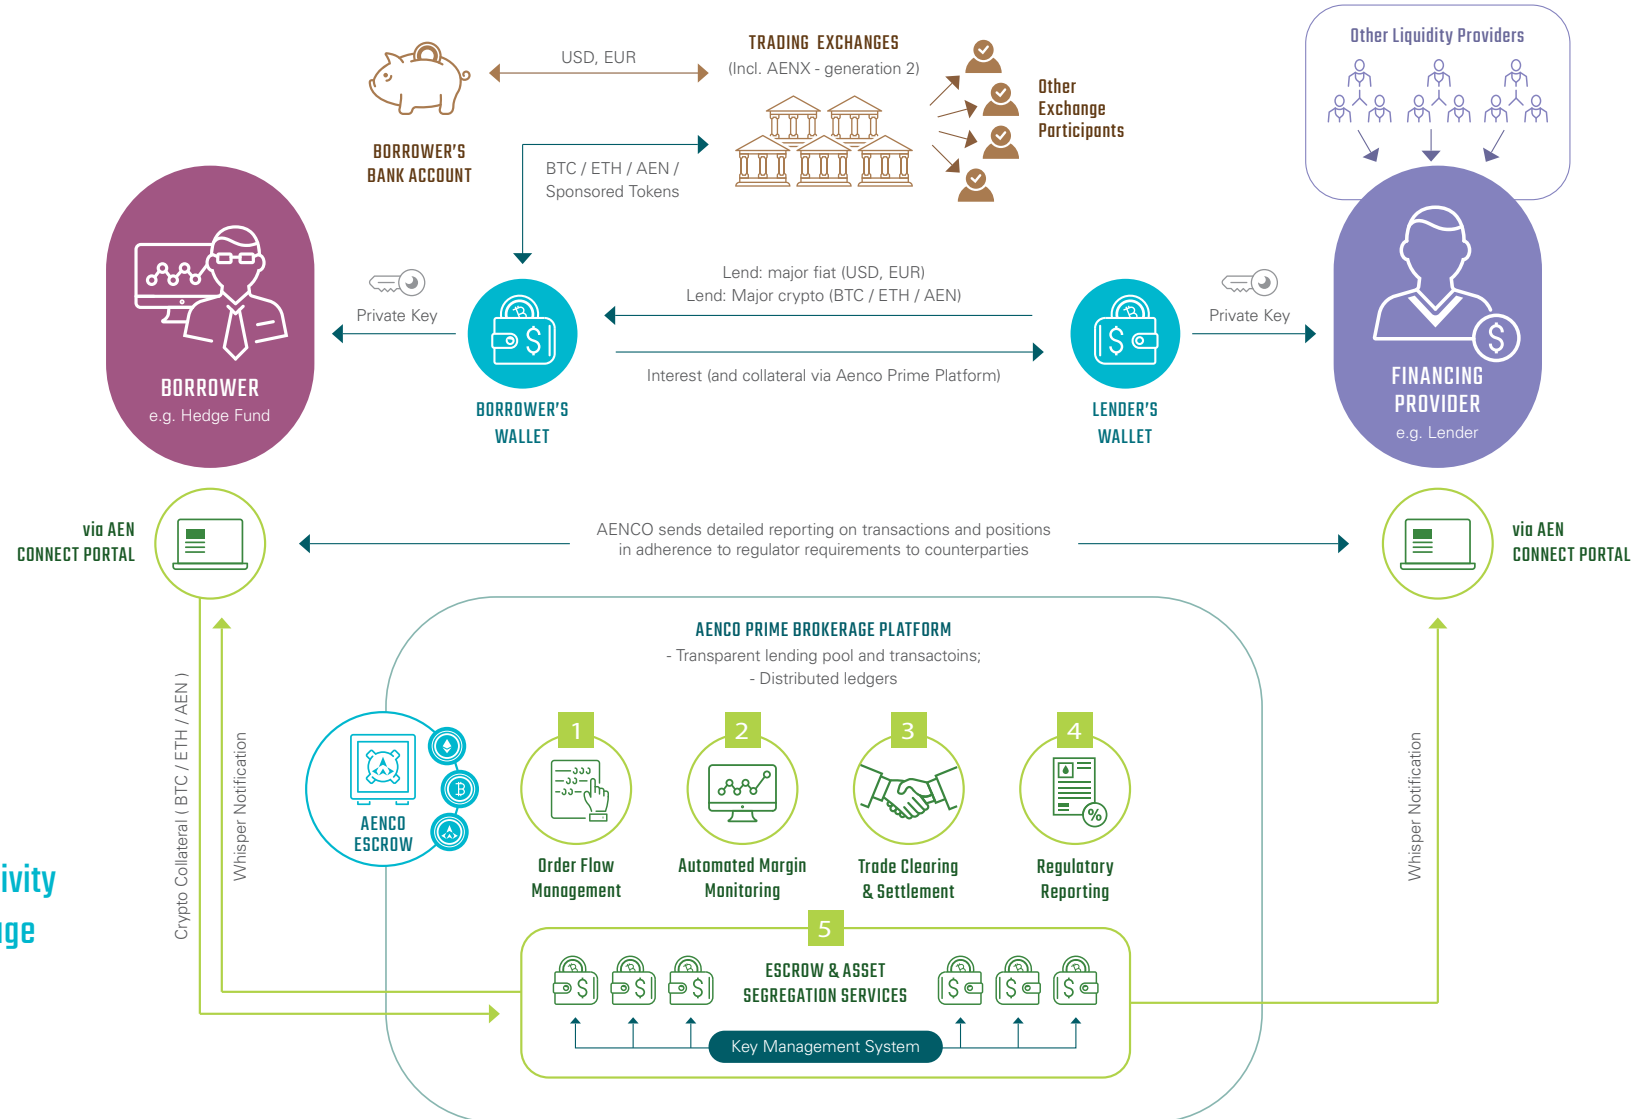 USD, EUR
TRADING EXCHANGES
(Incl. AENX - generation 2)
Other
Exchange
Participants
Other Liquidity Providers
BORROWER'S
BANK ACCOUNT
BTC / ETH / AEN /
Sponsored Tokens
BORROWER
e.g. Hedge Fund
Private Key
BORROWER'S
WALLET
Lend: major fiat (USD, EUR)
Lend: Major crypto (BTC / ETH / AEN)
Interest (and collateral via Aenco Prime Platform)
LENDER'S
WALLET
Private Key
FINANCING
PROVIDER
e.g. Lender
via AEN
CONNECT PORTAL
AENCO sends detailed reporting on transactions and positions
in adherence to regulator requirements to counterparties
via AEN
CONNECT PORTAL
Crypto Collateral ( BTC / ETH / AEN )
Whisper Notification
AENCO PRIME BROKERAGE PLATFORM
- Transparent lending pool and transactoins;
- Distributed ledgers
AENCO
ESCROW
1
Order Flow
Management
2
Automated Margin
Monitoring
3
Trade Clearing
& Settlement
4
Regulatory
Reporting
Whisper Notification
ivity
ge
5
ESCROW & ASSET
SEGREGATION SERVICES
Key Management System